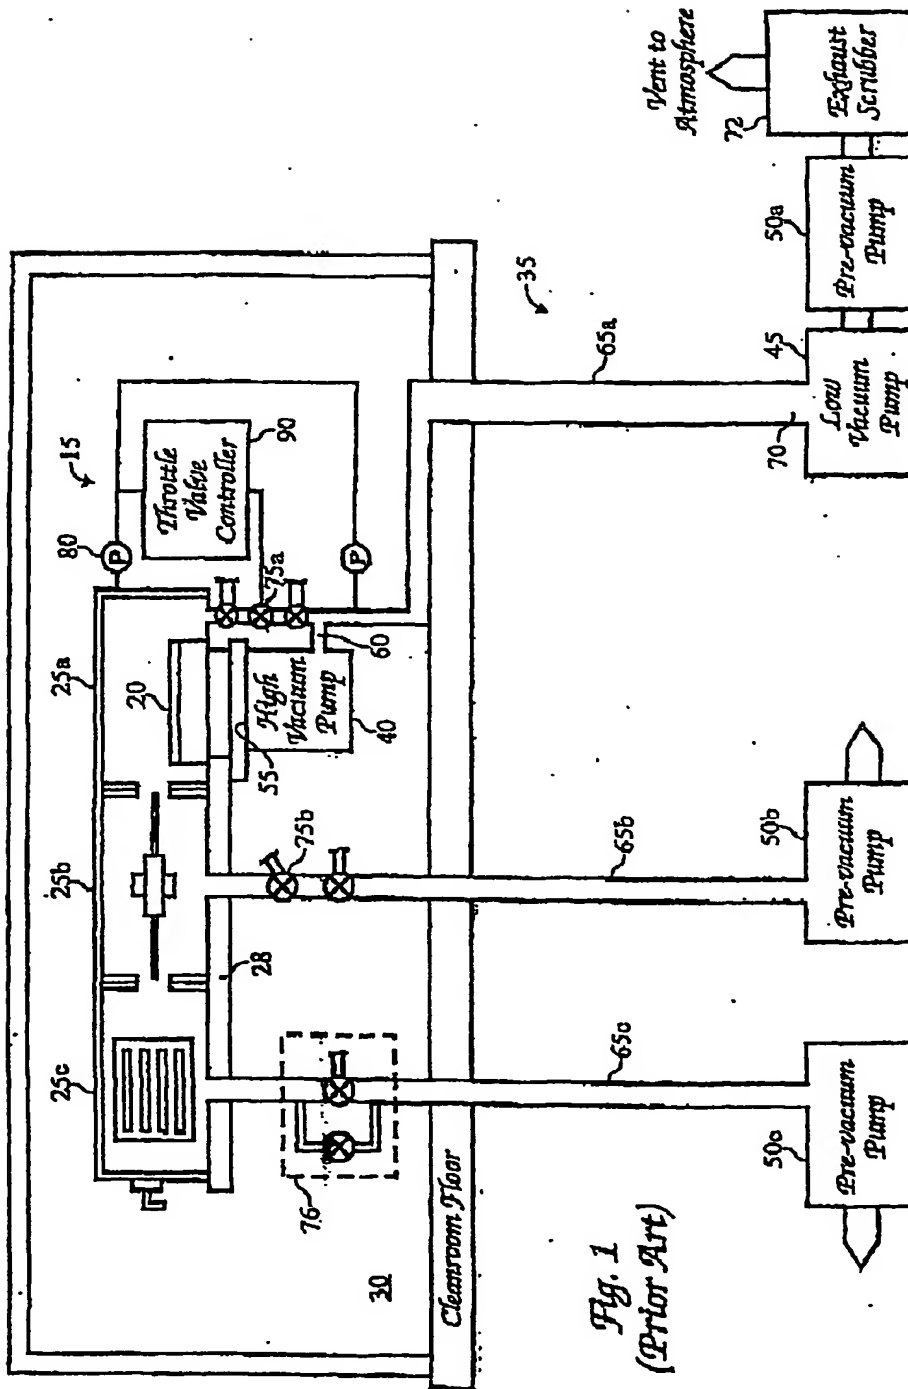 Vent to
Atmosphere
72
Exhaust
Scrubber
50a
Pre-vacuum
Pump
45
Low
Vacuum
Pump
70
35
65a
15
80
P
Throttle
Valve
Controller
90
75a
P
25a
20
High
Vacuum
Pump
60
40
55
25b
75b
65b
50b
Pre-vacuum
Pump
28
25c
76
65c
50c
Pre-vacuum
Pump
Cleanroom Floor
30
Fig. 1
(Prior Art)